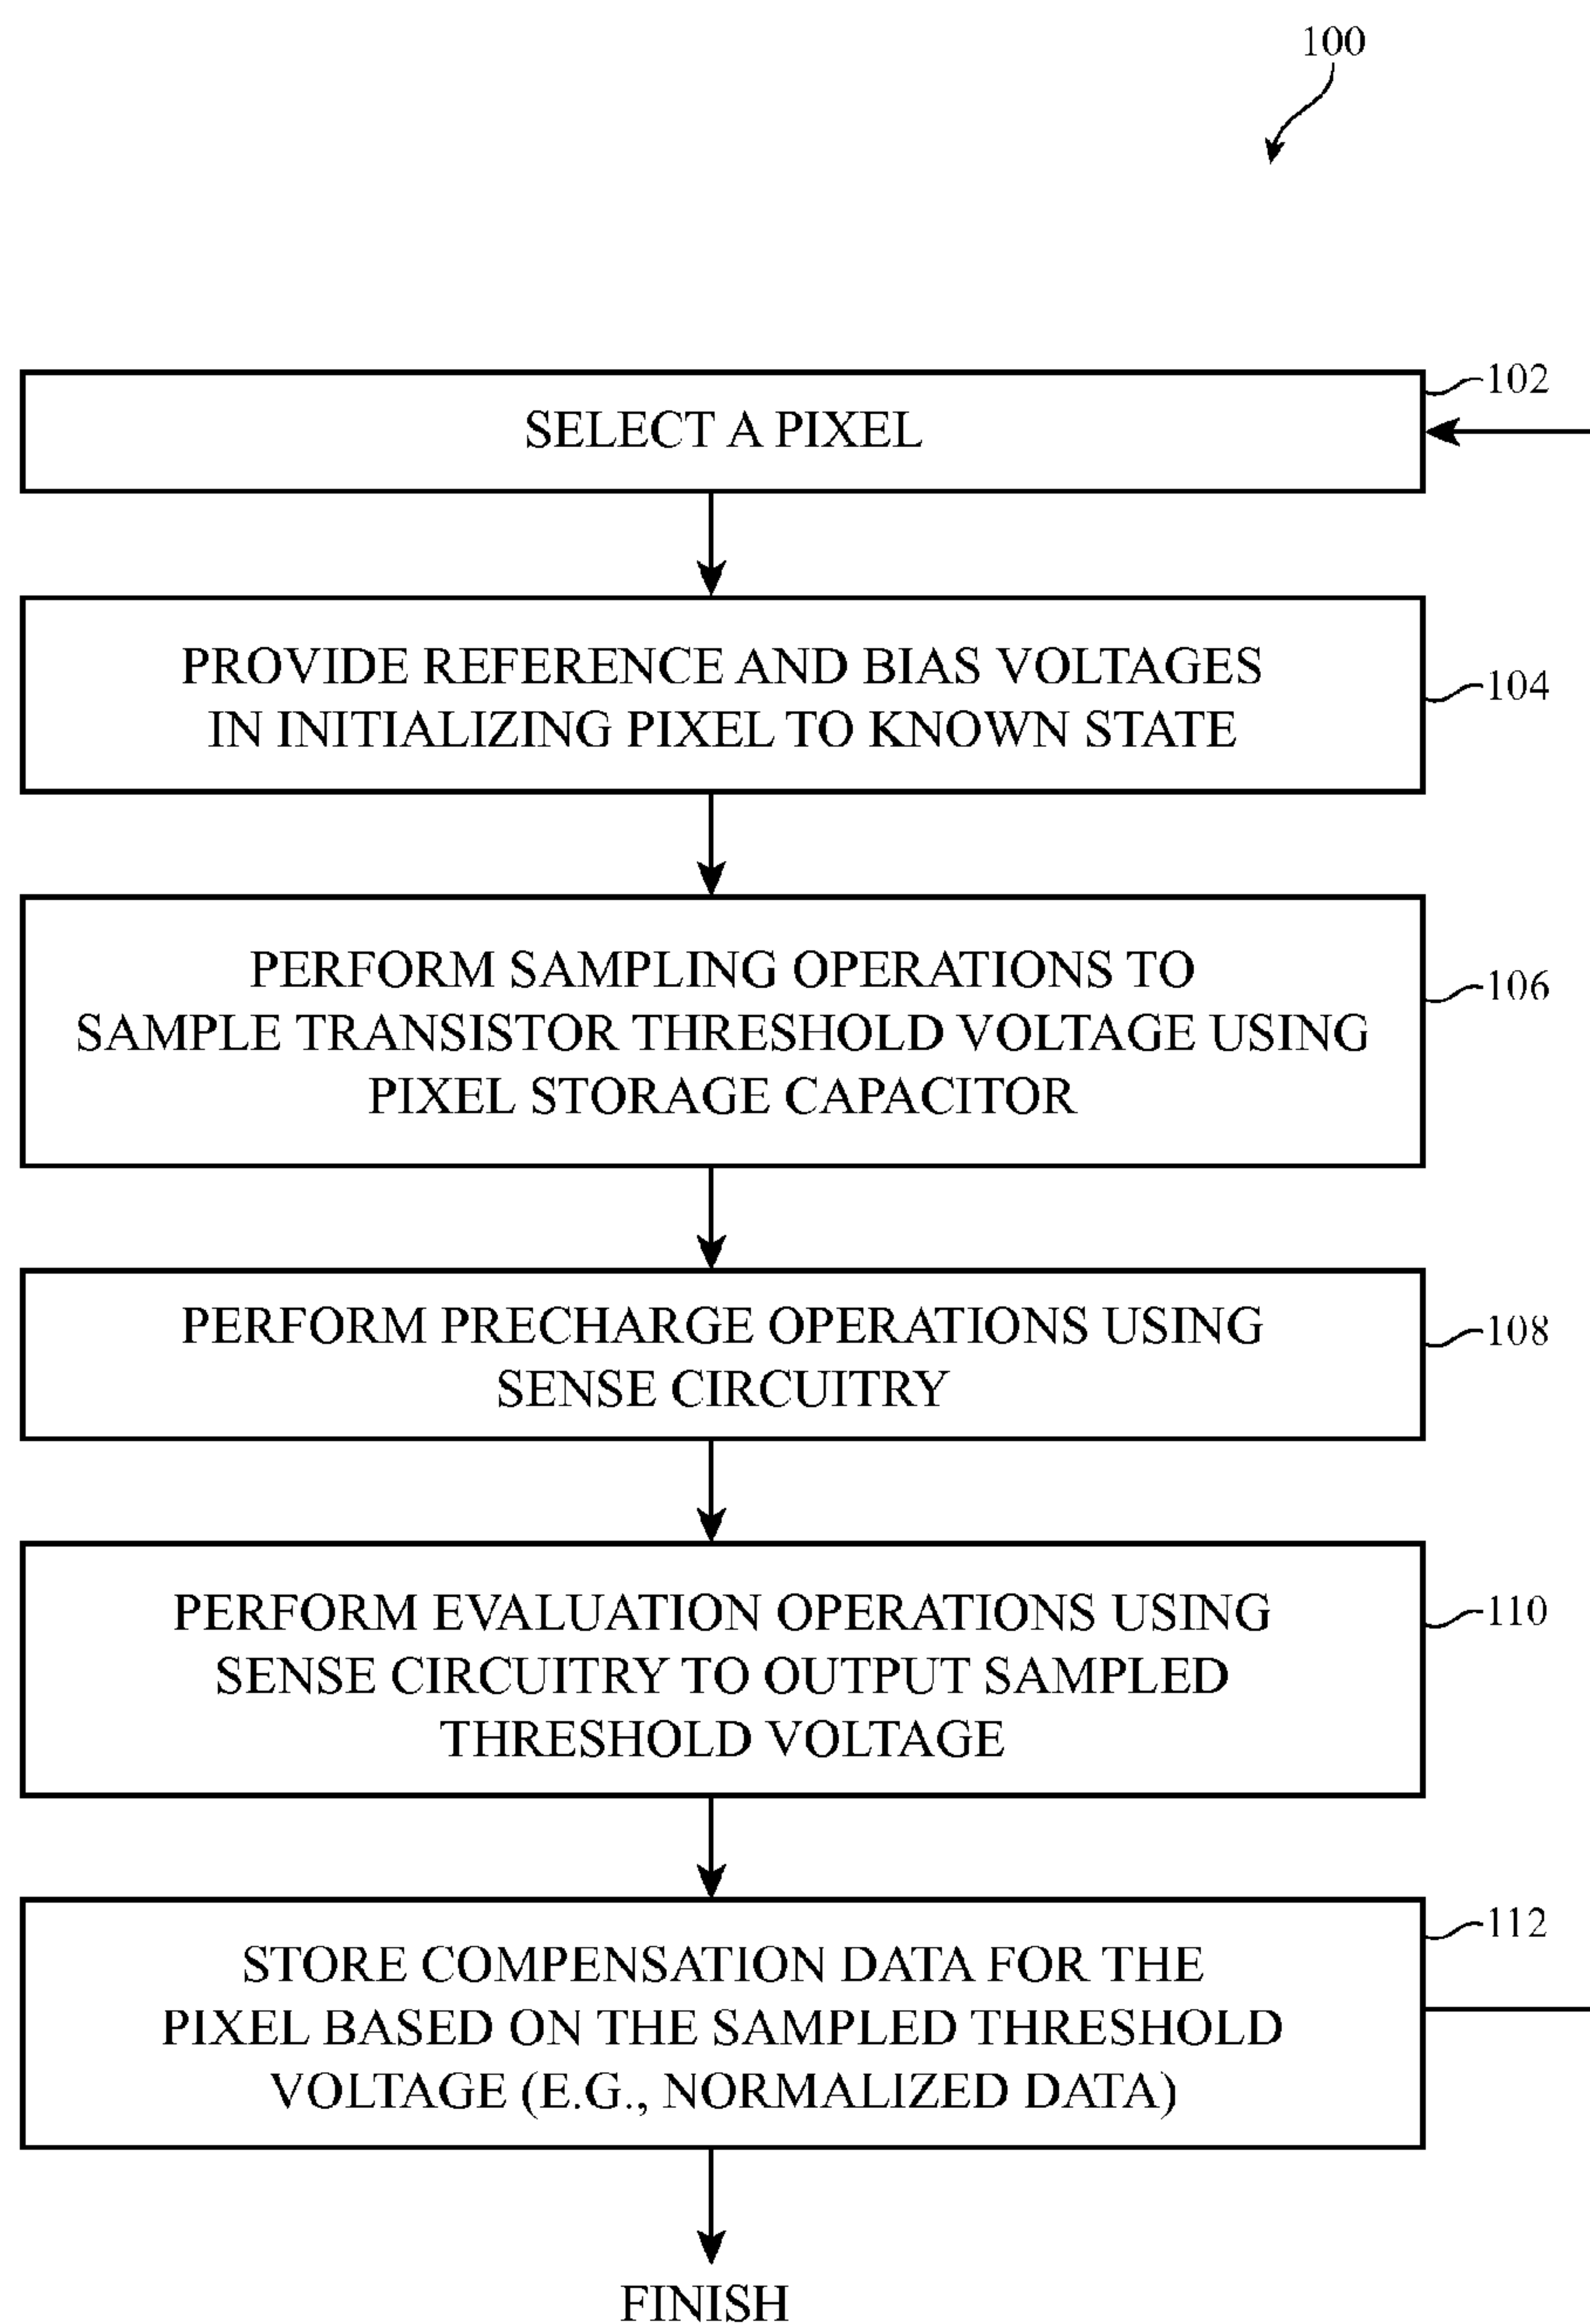 100
SELECT A PIXEL
102
PROVIDE REFERENCE AND BIAS VOLTAGES
IN INITIALIZING PIXEL TO KNOWN STATE
104
PERFORM SAMPLING OPERATIONS TO
SAMPLE TRANSISTOR THRESHOLD VOLTAGE USING
PIXEL STORAGE CAPACITOR
106
PERFORM PRECHARGE OPERATIONS USING
SENSE CIRCUITRY
108
PERFORM EVALUATION OPERATIONS USING
SENSE CIRCUITRY TO OUTPUT SAMPLED
THRESHOLD VOLTAGE
110
STORE COMPENSATION DATA FOR THE
PIXEL BASED ON THE SAMPLED THRESHOLD
VOLTAGE (E.G., NORMALIZED DATA)
112
FINISH